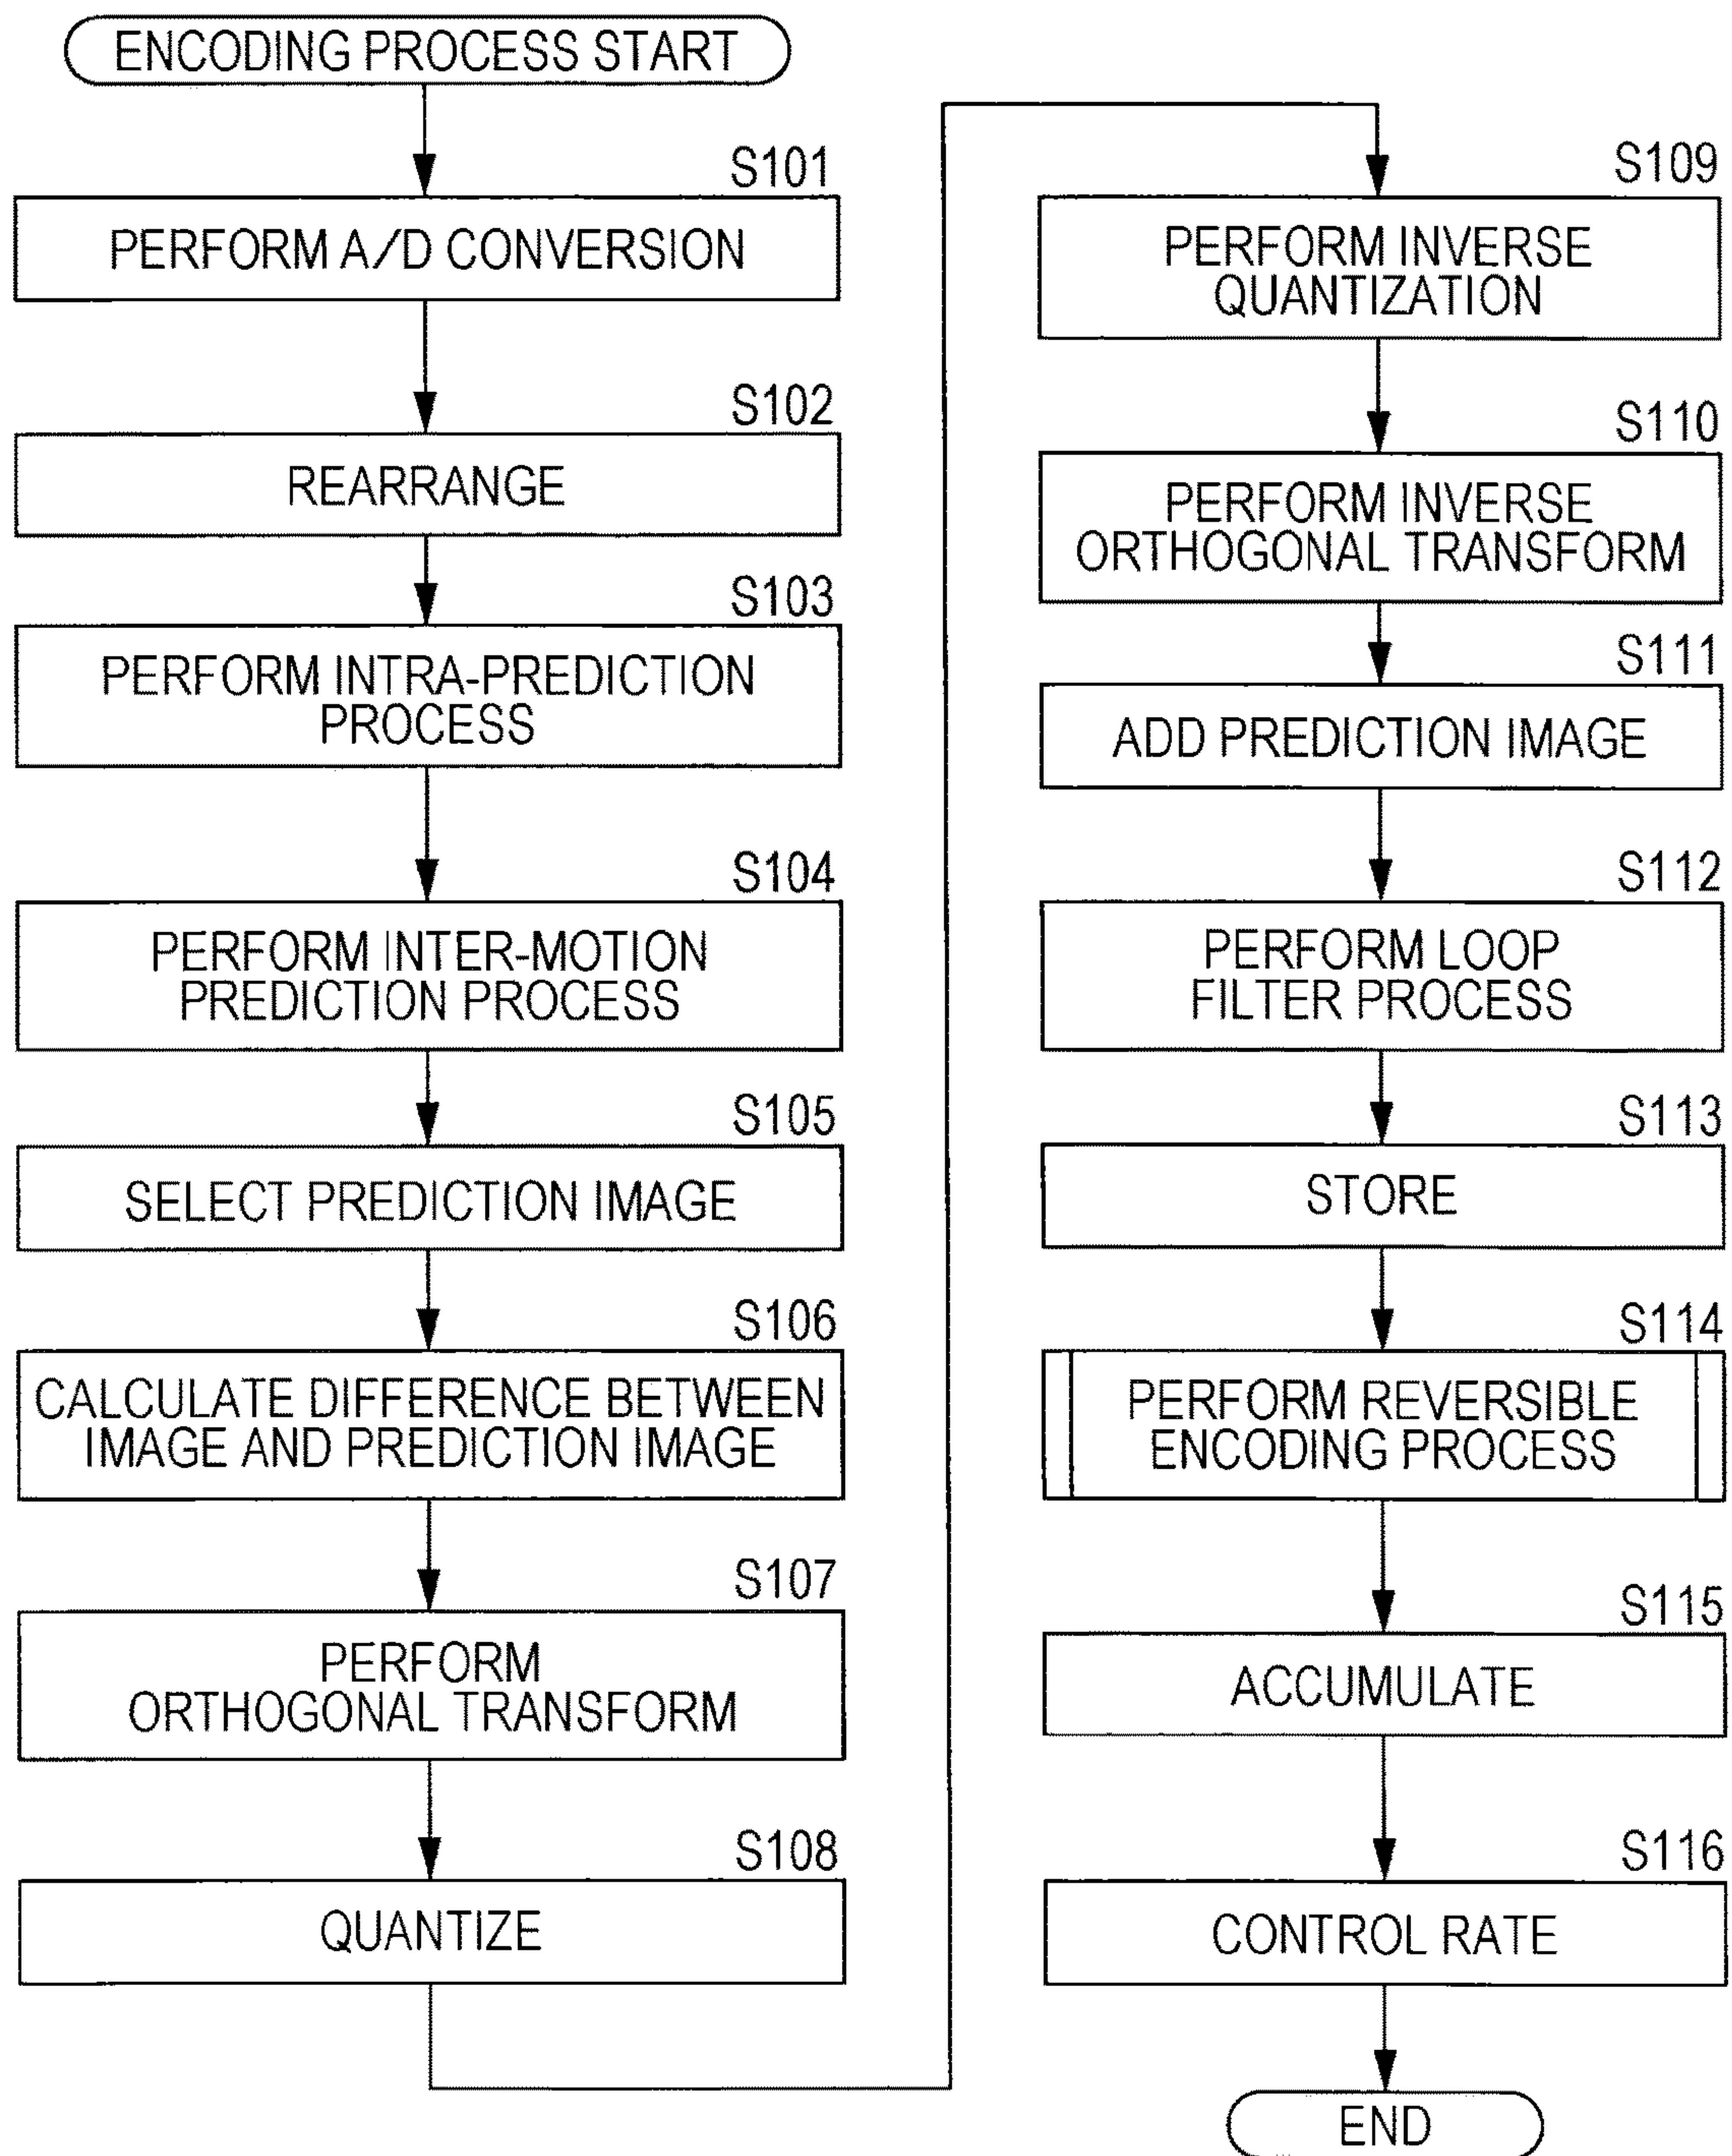 ENCODING PROCESS START
S101
PERFORM A/D CONVERSION
S102
REARRANGE
S103
PERFORM INTRA-PREDICTION
PROCESS
S104
PERFORM INTER-MOTION
PREDICTION PROCESS
S105
SELECT PREDICTION IMAGE
S106
CALCULATE DIFFERENCE BETWEEN
IMAGE AND PREDICTION IMAGE
S107
PERFORM
ORTHOGONAL TRANSFORM
S108
QUANTIZE
S109
PERFORM INVERSE
QUANTIZATION
S110
PERFORM INVERSE
ORTHOGONAL TRANSFORM
S111
ADD PREDICTION IMAGE
S112
PERFORM LOOP
FILTER PROCESS
S113
STORE
S114
PERFORM REVERSIBLE
ENCODING PROCESS
S115
ACCUMULATE
S116
CONTROL RATE
END